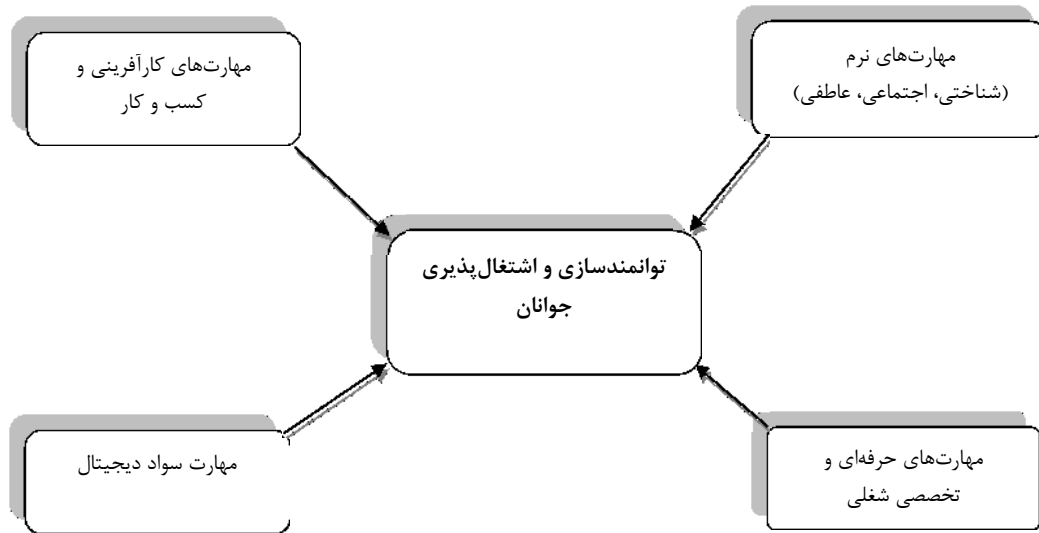 مهارت‌های نرم
(شناختی، اجتماعی، عاطفی)
مهارت‌های کارآفرینی و
کسب و کار
توانمندسازی و اشتغال‌پذیری
جوانان
مهارت‌های حرفه‌ای و
تخصصی شغلی
مهارت سواد دیجیتال